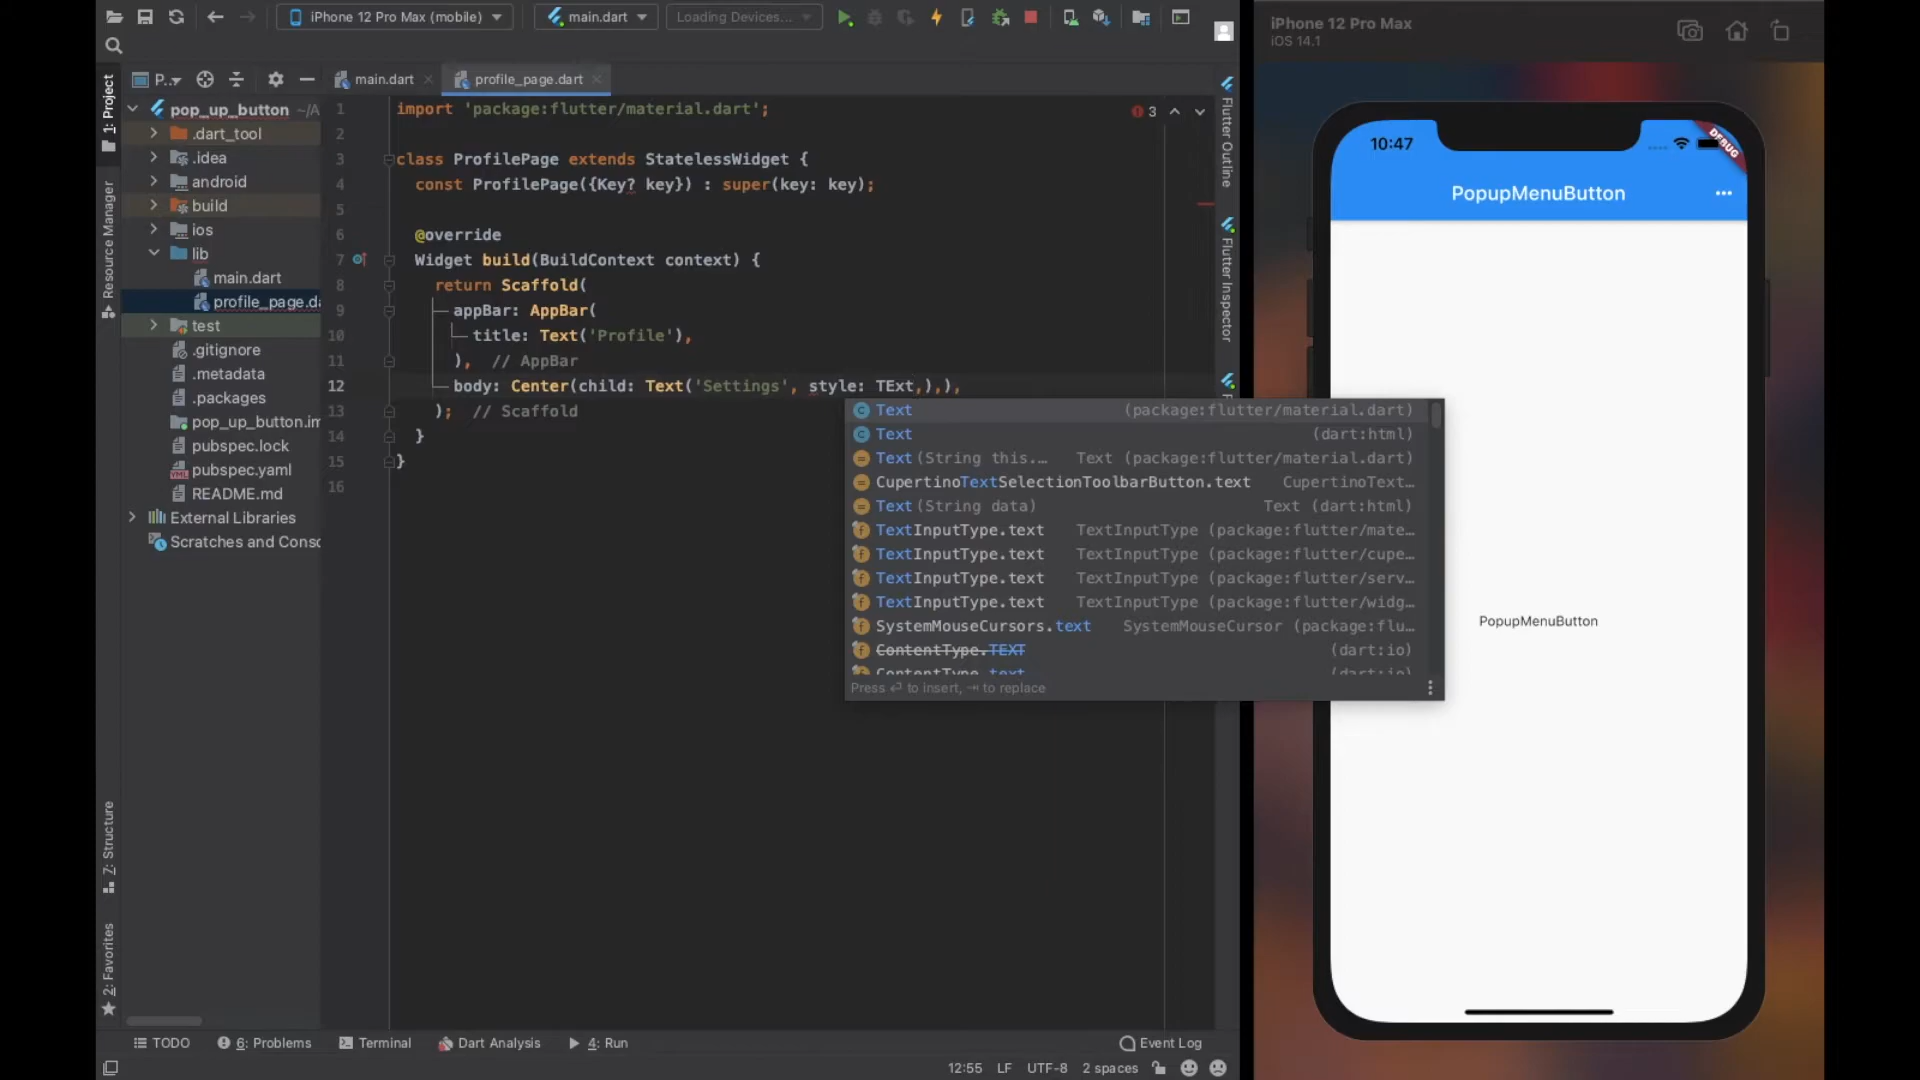 iPhone 12 Pro Max (mobile)
main.dart
Loading Devices...
1: Project
Resource Manager
Z: Structure
2: Favorites
P..
pop_up_button ~/A
.dart_tool
.idea
android
build
ios
lib
main.dart
profile_page.da
test
.gitignore
.metadata
.packages
pop_up_button.im
pubspec.lock
pubspec.yaml
README.md
External Libraries
Scratches and Conso
main.dart
profile_page.dart
3
1 import 'package:flutter/material.dart';
2
3 class ProfilePage extends StatelessWidget {
4 const ProfilePage({Key? key}) : super(key: key);
5
6 @override
7 Widget build(BuildContext context) {
8 return Scaffold(
9 appBar: AppBar(
10 title: Text('Profile'),
11 ), // AppBar
12 body: Center(child: Text('Settings', style: TExt,),),
13 ); // Scaffold
14 }
15 }
16
Text (package:flutter/material.dart)
Text (dart:html)
Text(String this.… Text (package:flutter/material.dart)
CupertinoTextSelectionToolbarButton.text CupertinoText…
Text(String data) Text (dart:html)
TextInputType.text TextInputType (package:flutter/mate…
TextInputType.text TextInputType (package:flutter/cupe…
TextInputType.text TextInputType (package:flutter/serv…
TextInputType.text TextInputType (package:flutter/widg…
SystemMouseCursors.text SystemMouseCursor (package:flu…
ContentType.TEXT (dart:io)
ContentType.text (dart:io)
Press ⏎ to insert, ⇥ to replace
Flutter Outline
Flutter Inspector
TODO
6: Problems
Terminal
Dart Analysis
4: Run
Event Log
12:55 LF UTF-8 2 spaces
iPhone 12 Pro Max
iOS 14.1
10:47
DEBUG
PopupMenuButton
PopupMenuButton